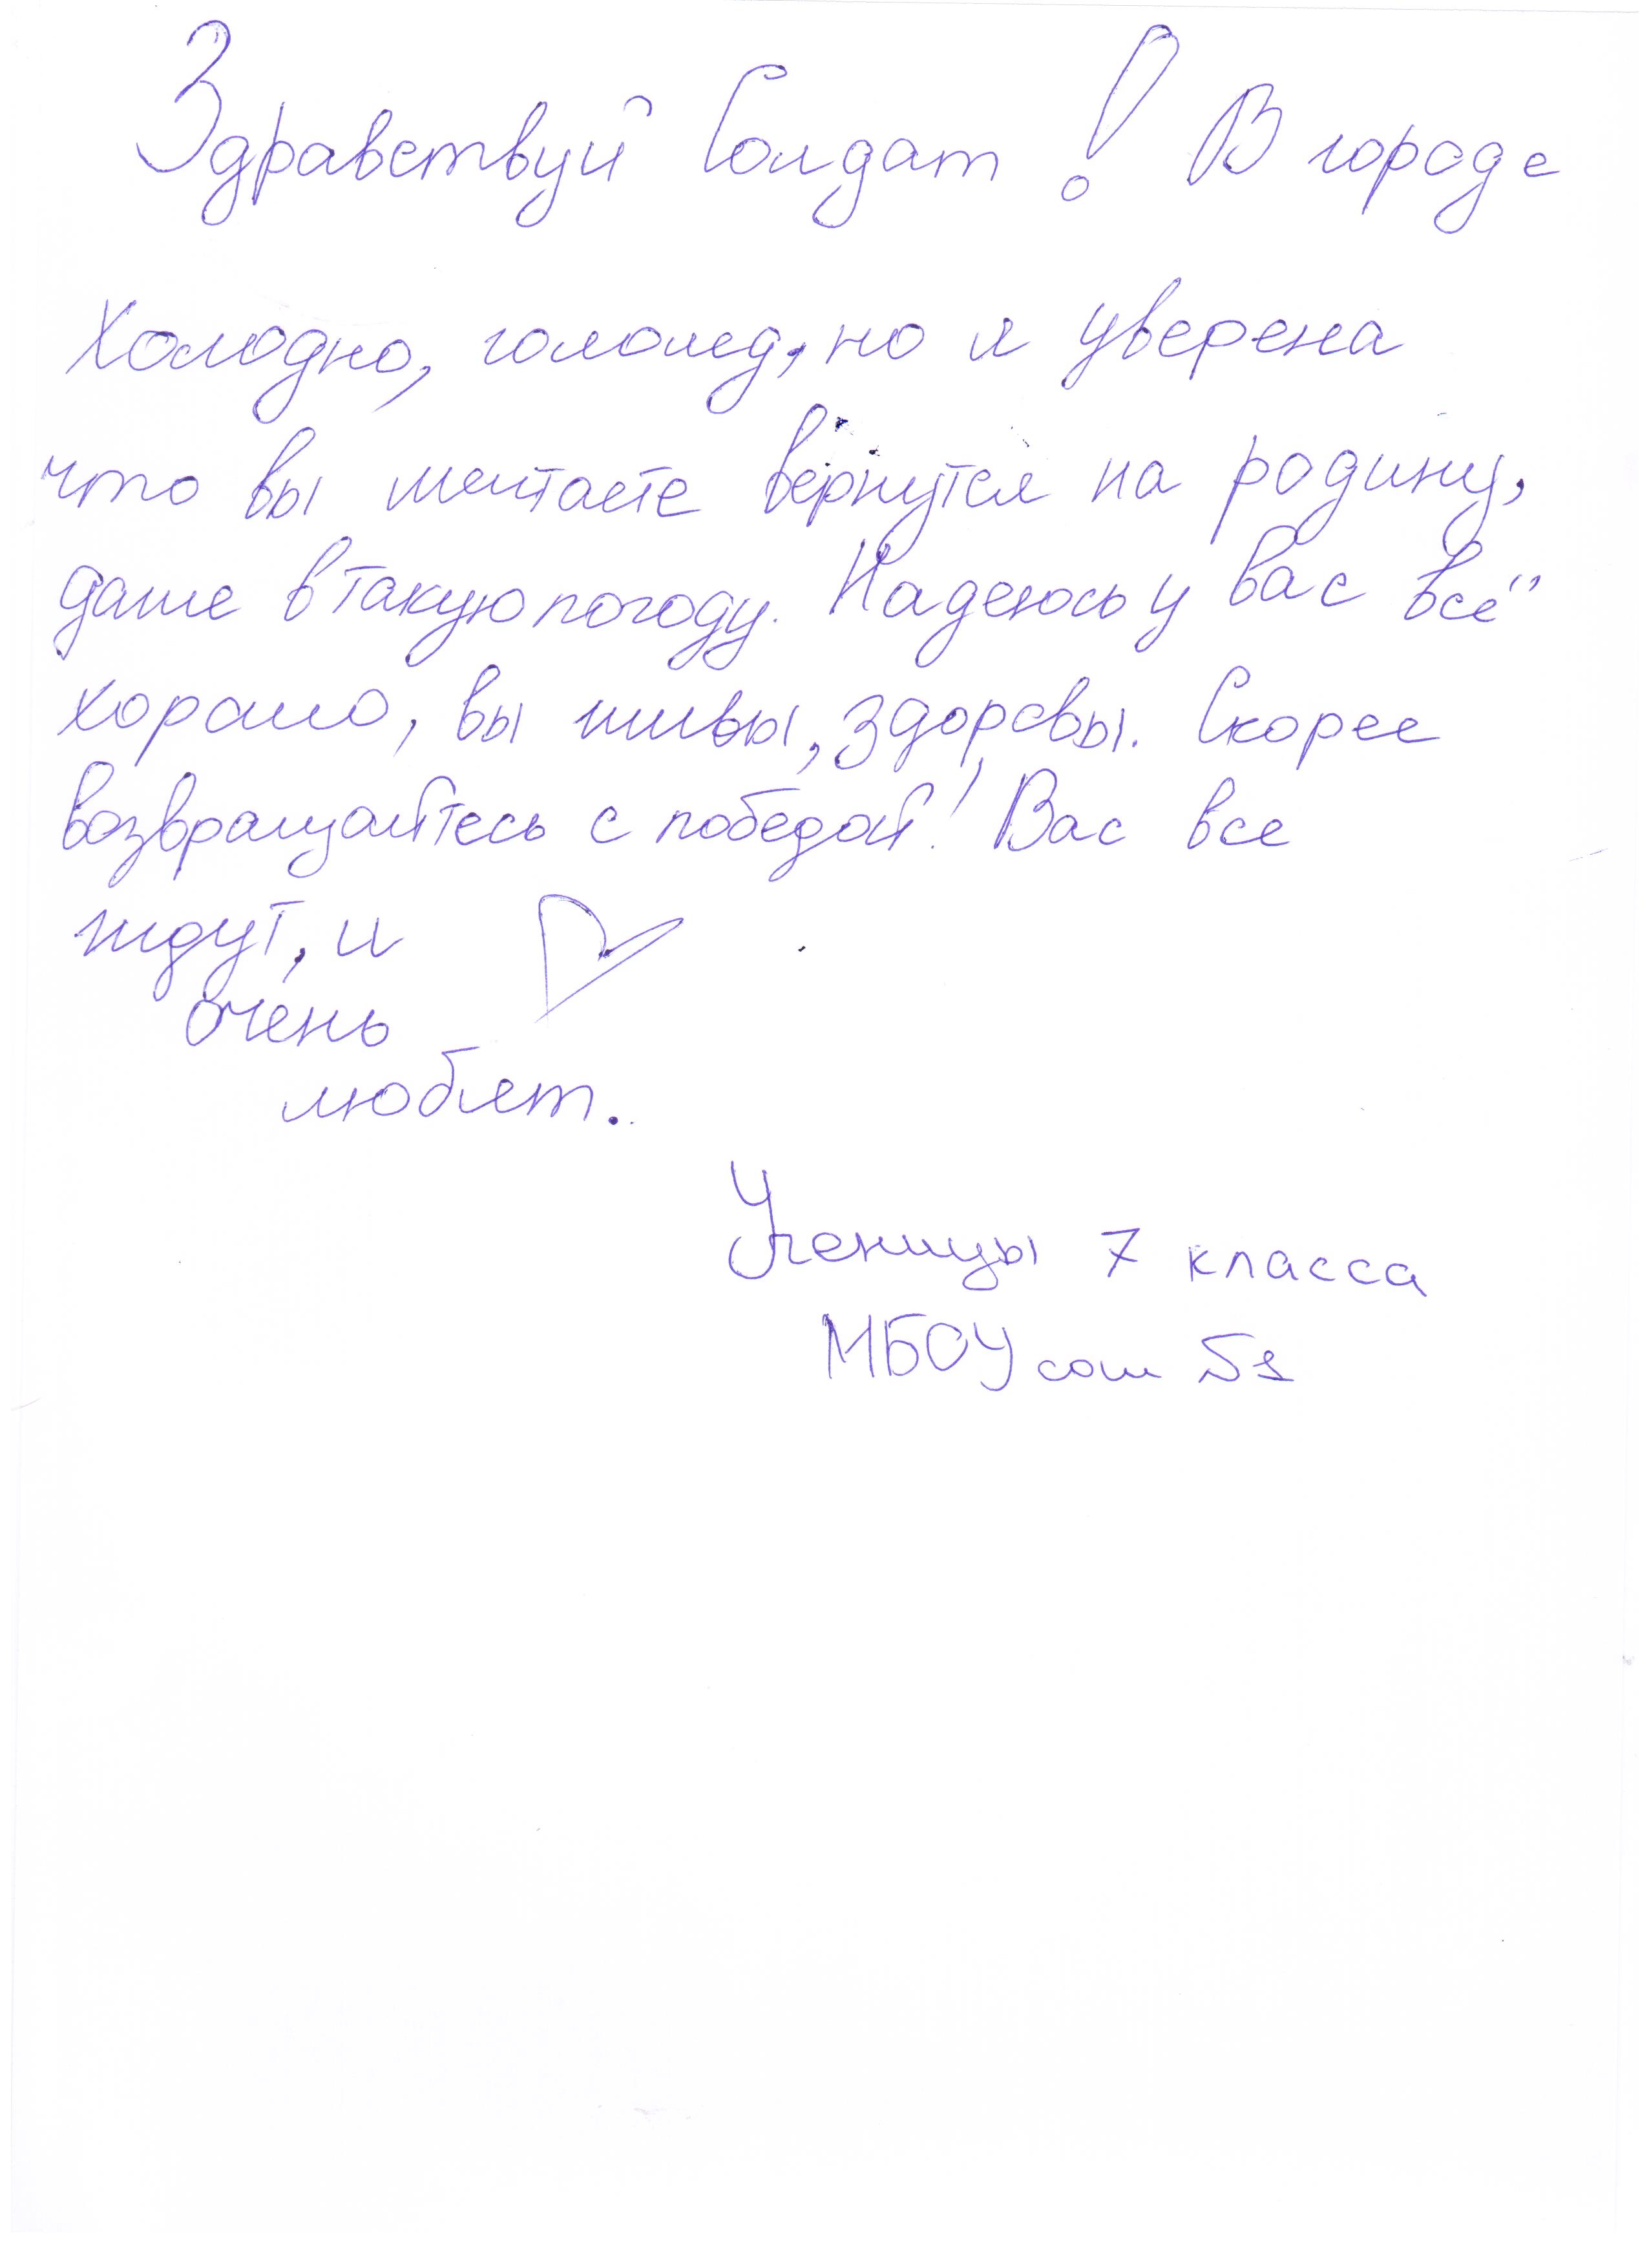 Здравствуй Солдат! В городе
холодно, гололед, но я уверена
что вы мечтаете вернутся на родину,
даже в такую погоду. Надеюсь у вас всё
хорошо, вы живы, здоровы. Скорее
возвращайтесь с победой! Вас все
ждут, и
очень
любят.
Ученицы 7 класса
МБОУ сош №1